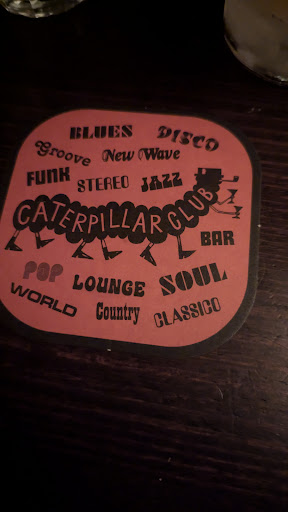 BLUES DISCO
Groove New Wave
FUNK STEREO JAZZ
CATERPILLAR CLUB
BAR
POP LOUNGE SOUL
WORLD Country CLASSICO